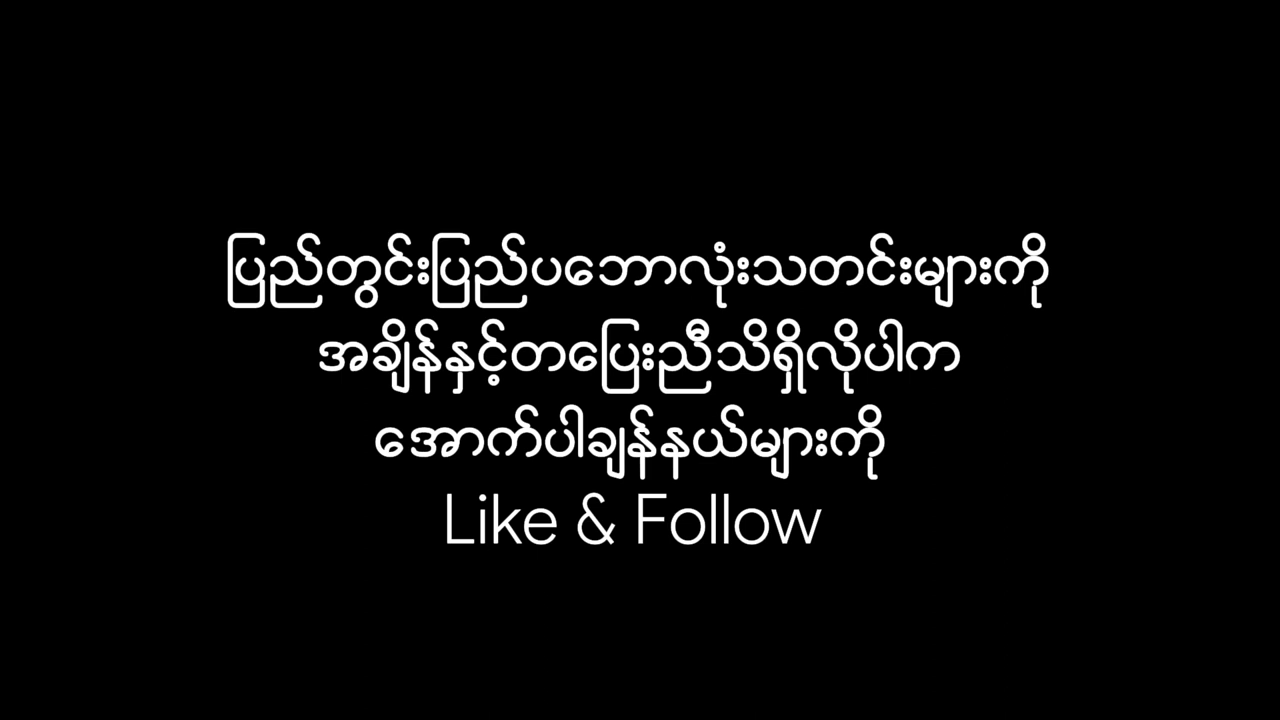 ပြည်တွင်းပြည်ပဘောလုံးသတင်းများကို
အချိန်နှင့်တပြေးညီသိရှိလိုပါက
အောက်ပါချန်နယ်များကို
Like & Follow